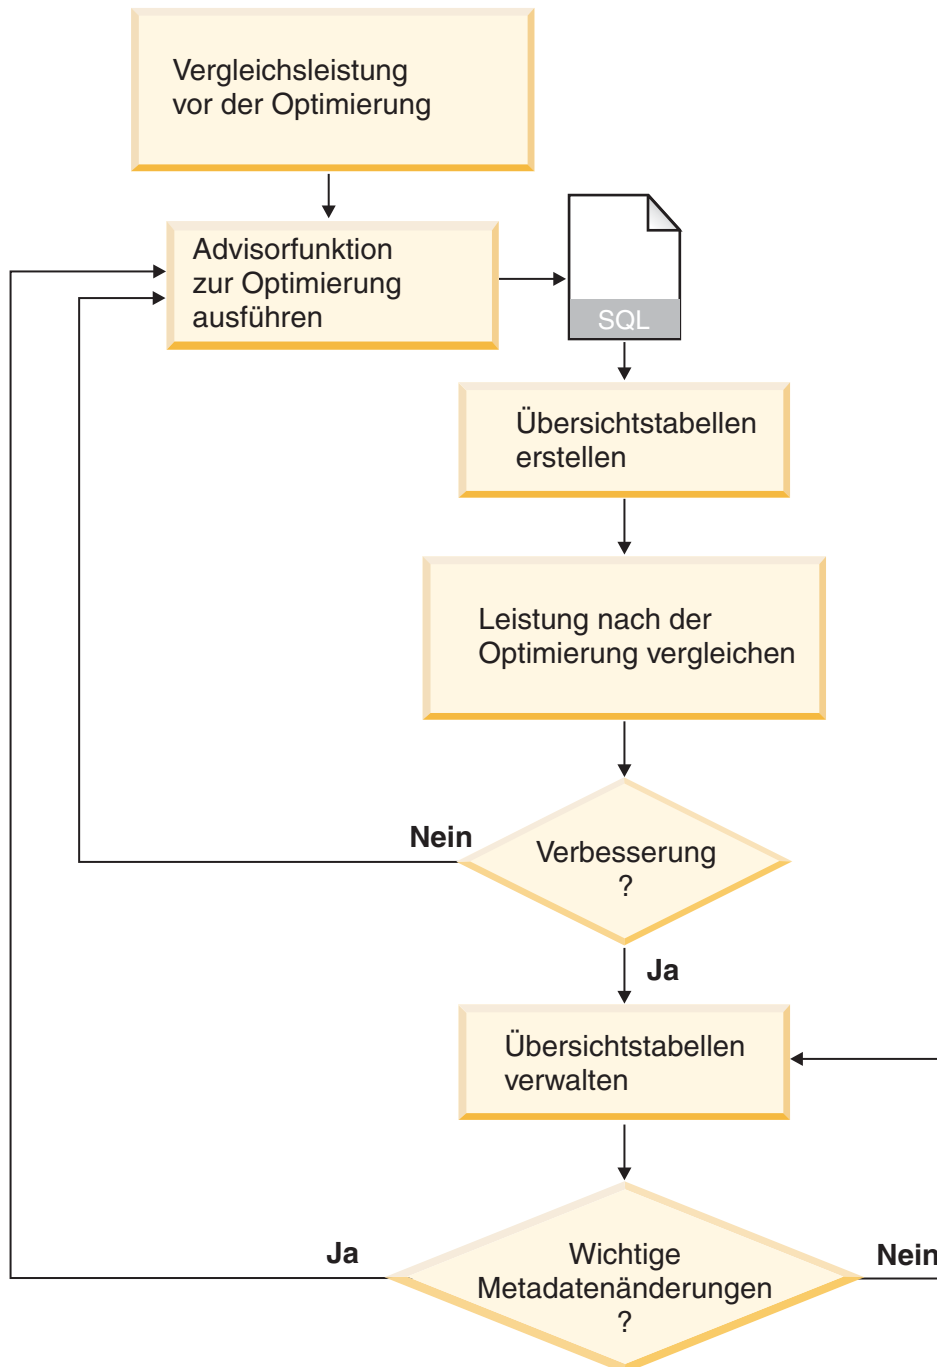 Vergleichsleistung
vor der Optimierung
Advisorfunktion
zur Optimierung
ausführen
SQL
Übersichtstabellen
erstellen
Leistung nach der
Optimierung vergleichen
Nein
Verbesserung
?
Ja
Übersichtstabellen
verwalten
Ja
Wichtige
Metadatenänderungen
?
Nein